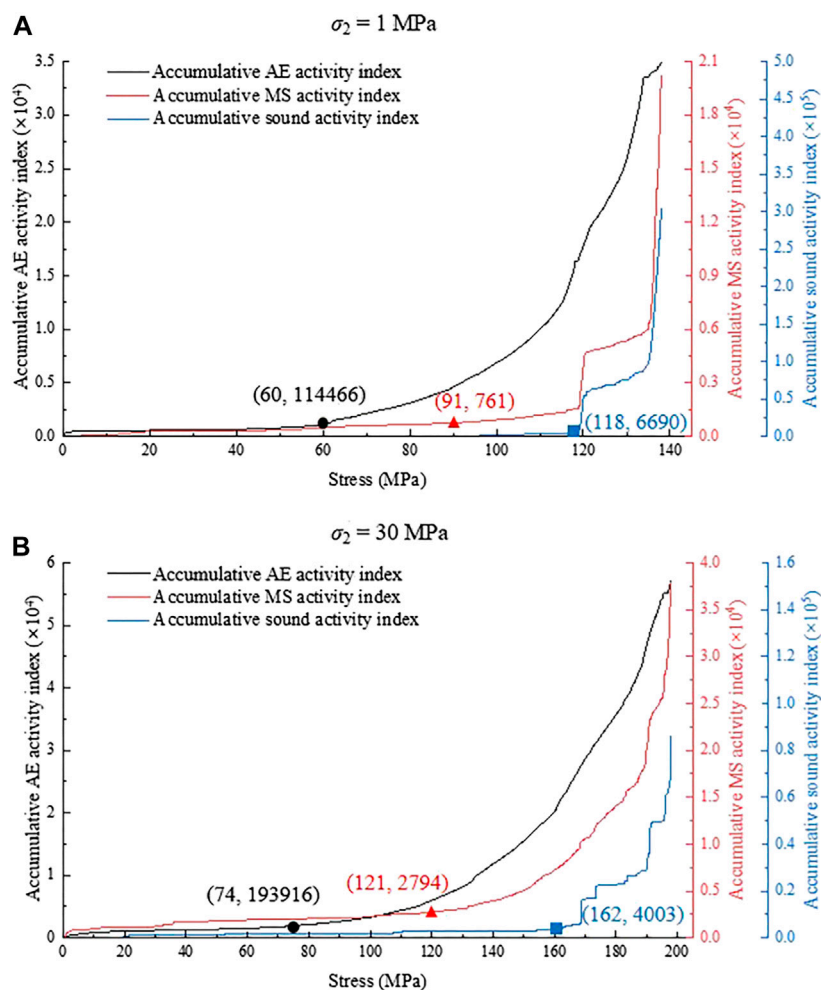 A
σ₂ = 1 MPa
Accumulative AE activity index
Accumulative MS activity index
Accumulative sound activity index
Accumulative AE activity index (×10⁴)
3.5
3.0
2.5
2.0
1.5
1.0
0.5
0.0
(60, 114466)
(91, 761)
(118, 6690)
0 20 40 60 80 100 120 140
Stress (MPa)
2.1
1.8
1.5
1.2
0.9
0.6
0.3
0.0
Accumulative MS activity index (×10⁴)
5.0
4.5
4.0
3.5
3.0
2.5
2.0
1.5
1.0
0.5
0.0
Accumulative sound activity index (×10⁵)
B
σ₂ = 30 MPa
Accumulative AE activity index
Accumulative MS activity index
Accumulative sound activity index
Accumulative AE activity index (×10⁴)
6
5
4
3
2
1
0
(74, 193916)
(121, 2794)
(162, 4003)
0 20 40 60 80 100 120 140 160 180 200
Stress (MPa)
4.0
3.5
3.0
2.5
2.0
1.5
1.0
0.5
0.0
Accumulative MS activity index (×10⁴)
1.6
1.4
1.2
1.0
0.8
0.6
0.4
0.2
0.0
Accumulative sound activity index (×10⁵)